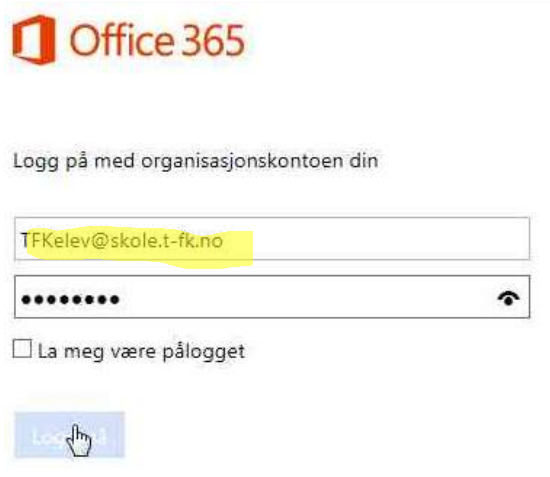 Office 365
Logg på med organisasjonskontoen din
TFKelev@skole.t-fk.no
••••••••
La meg være pålogget